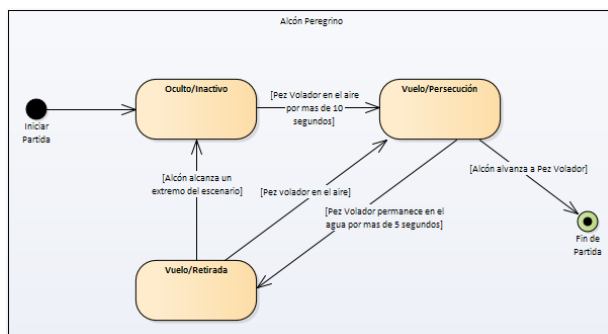 Alcón Peregrino
Oculto/Inactivo
Vuelo/Persecución
[Pez Volador en el aire
por mas de 10
segundos]
Iniciar
Partida
[Alcón alcanza un
extremo del escenario]
[Pez volador en el aire]
[Alcón alvanza a Pez Volador]
[Pez Volador permanece en el
agua por mas de 5 segundos]
Fin de
Partida
Vuelo/Retirada